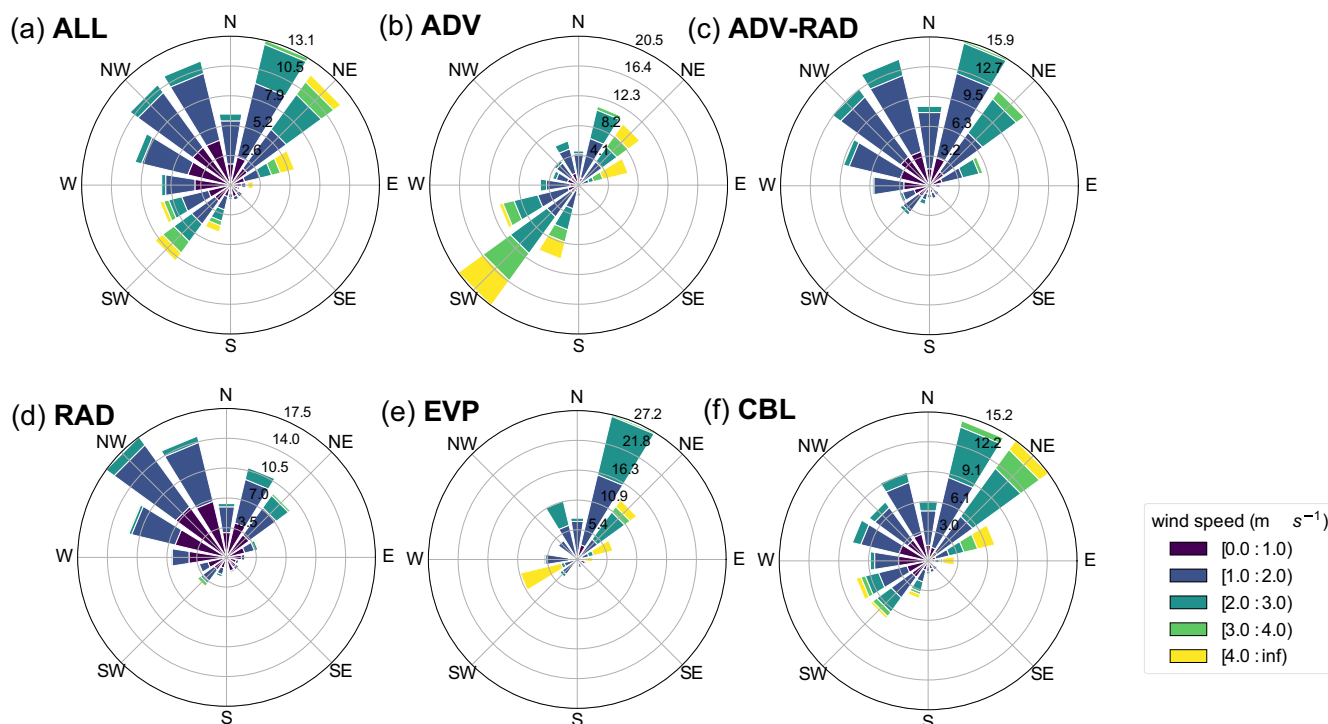 (a) ALL
N
NE
E
SE
S
SW
W
NW
13.1
10.5
7.9
5.2
2.6
(b) ADV
N
NE
E
SE
S
SW
W
NW
20.5
16.4
12.3
8.2
4.1
(c) ADV-RAD
N
NE
E
SE
S
SW
W
NW
15.9
12.7
9.5
6.3
3.2
(d) RAD
N
NE
E
SE
S
SW
W
NW
17.5
14.0
10.5
7.0
3.5
(e) EVP
N
NE
E
SE
S
SW
W
NW
27.2
21.8
16.3
10.9
5.4
(f) CBL
N
NE
E
SE
S
SW
W
NW
15.2
12.2
9.1
6.1
3.0
wind speed (m s⁻¹)
[0.0 : 1.0)
[1.0 : 2.0)
[2.0 : 3.0)
[3.0 : 4.0)
[4.0 : inf)